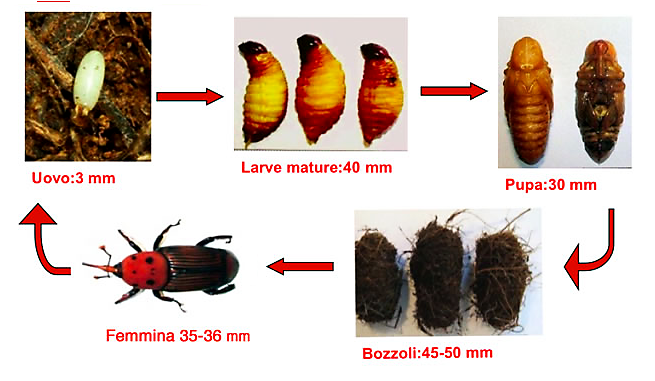 Uovo:3 mm
Larve mature:40 mm
Pupa:30 mm
Femmina 35-36 mm
Bozzoli:45-50 mm